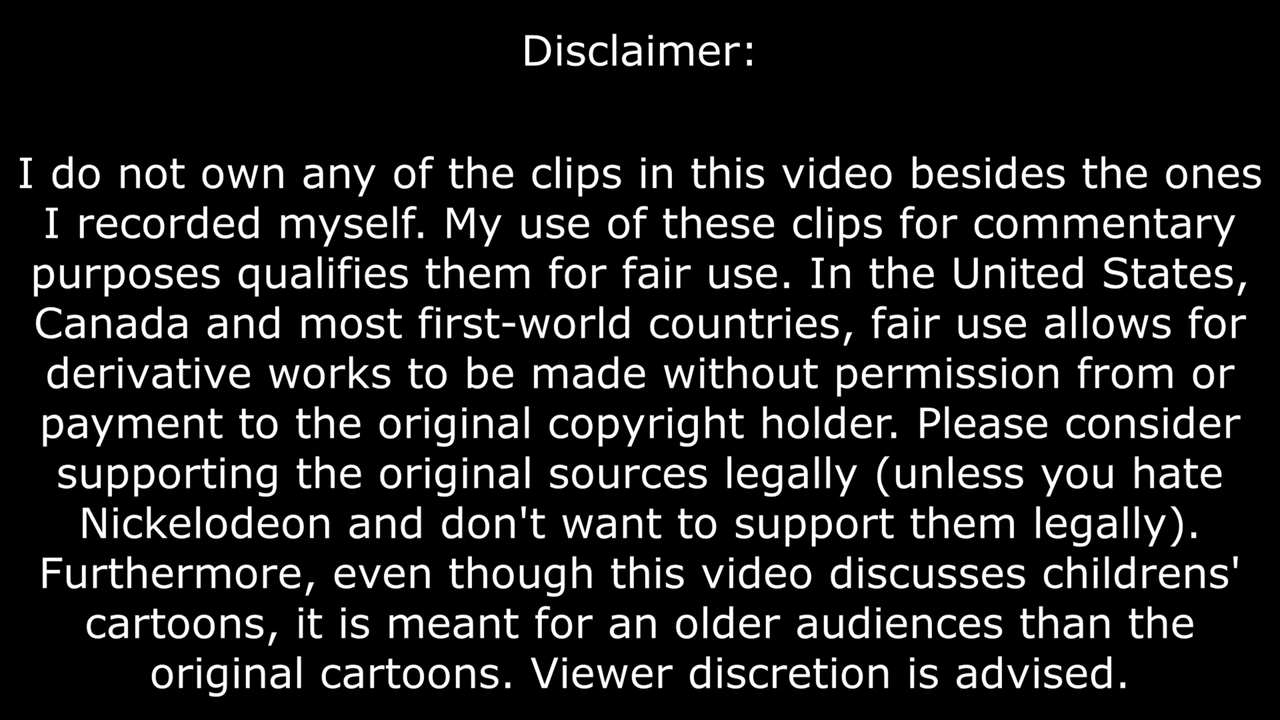 Disclaimer:
I do not own any of the clips in this video besides the ones
I recorded myself. My use of these clips for commentary
purposes qualifies them for fair use. In the United States,
Canada and most first-world countries, fair use allows for
derivative works to be made without permission from or
payment to the original copyright holder. Please consider
supporting the original sources legally (unless you hate
Nickelodeon and don't want to support them legally).
Furthermore, even though this video discusses childrens'
cartoons, it is meant for an older audiences than the
original cartoons. Viewer discretion is advised.